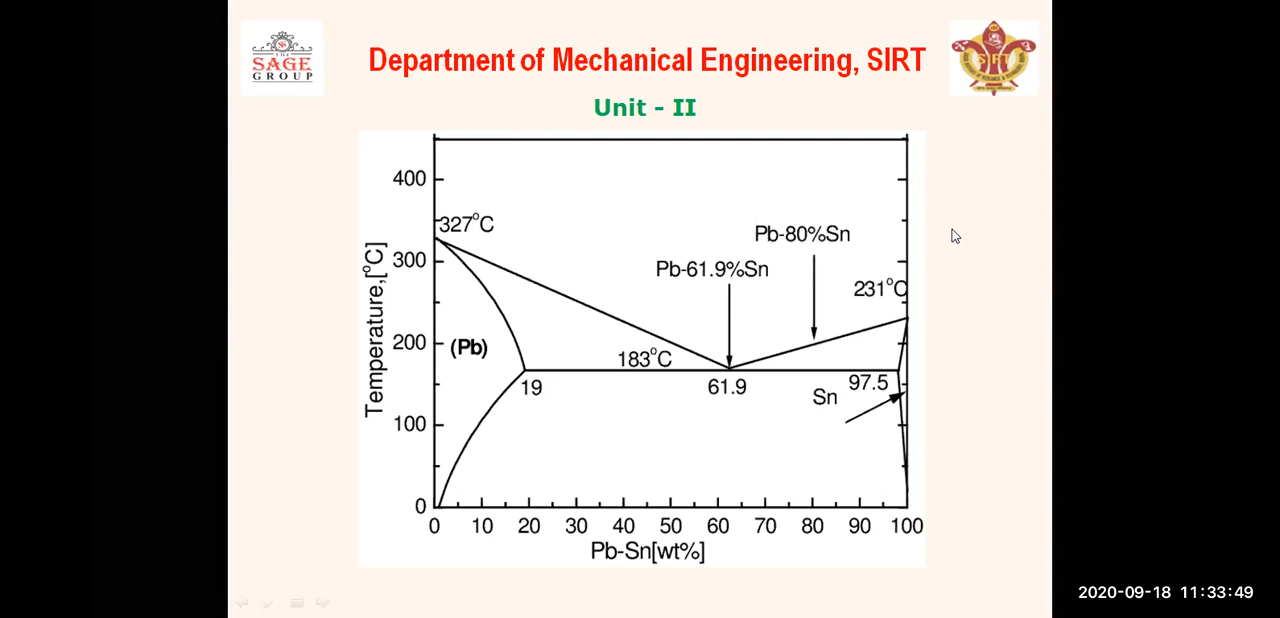 THE
SAGE
GROUP
Department of Mechanical Engineering, SIRT
SIRT
Unit - II
400
300
200
100
0
Temperature,[°C]
327°C
Pb-80%Sn
Pb-61.9%Sn
231°C
(Pb)
183°C
19
61.9
97.5
Sn
0 10 20 30 40 50 60 70 80 90 100
Pb-Sn[wt%]
2020-09-18 11:33:49